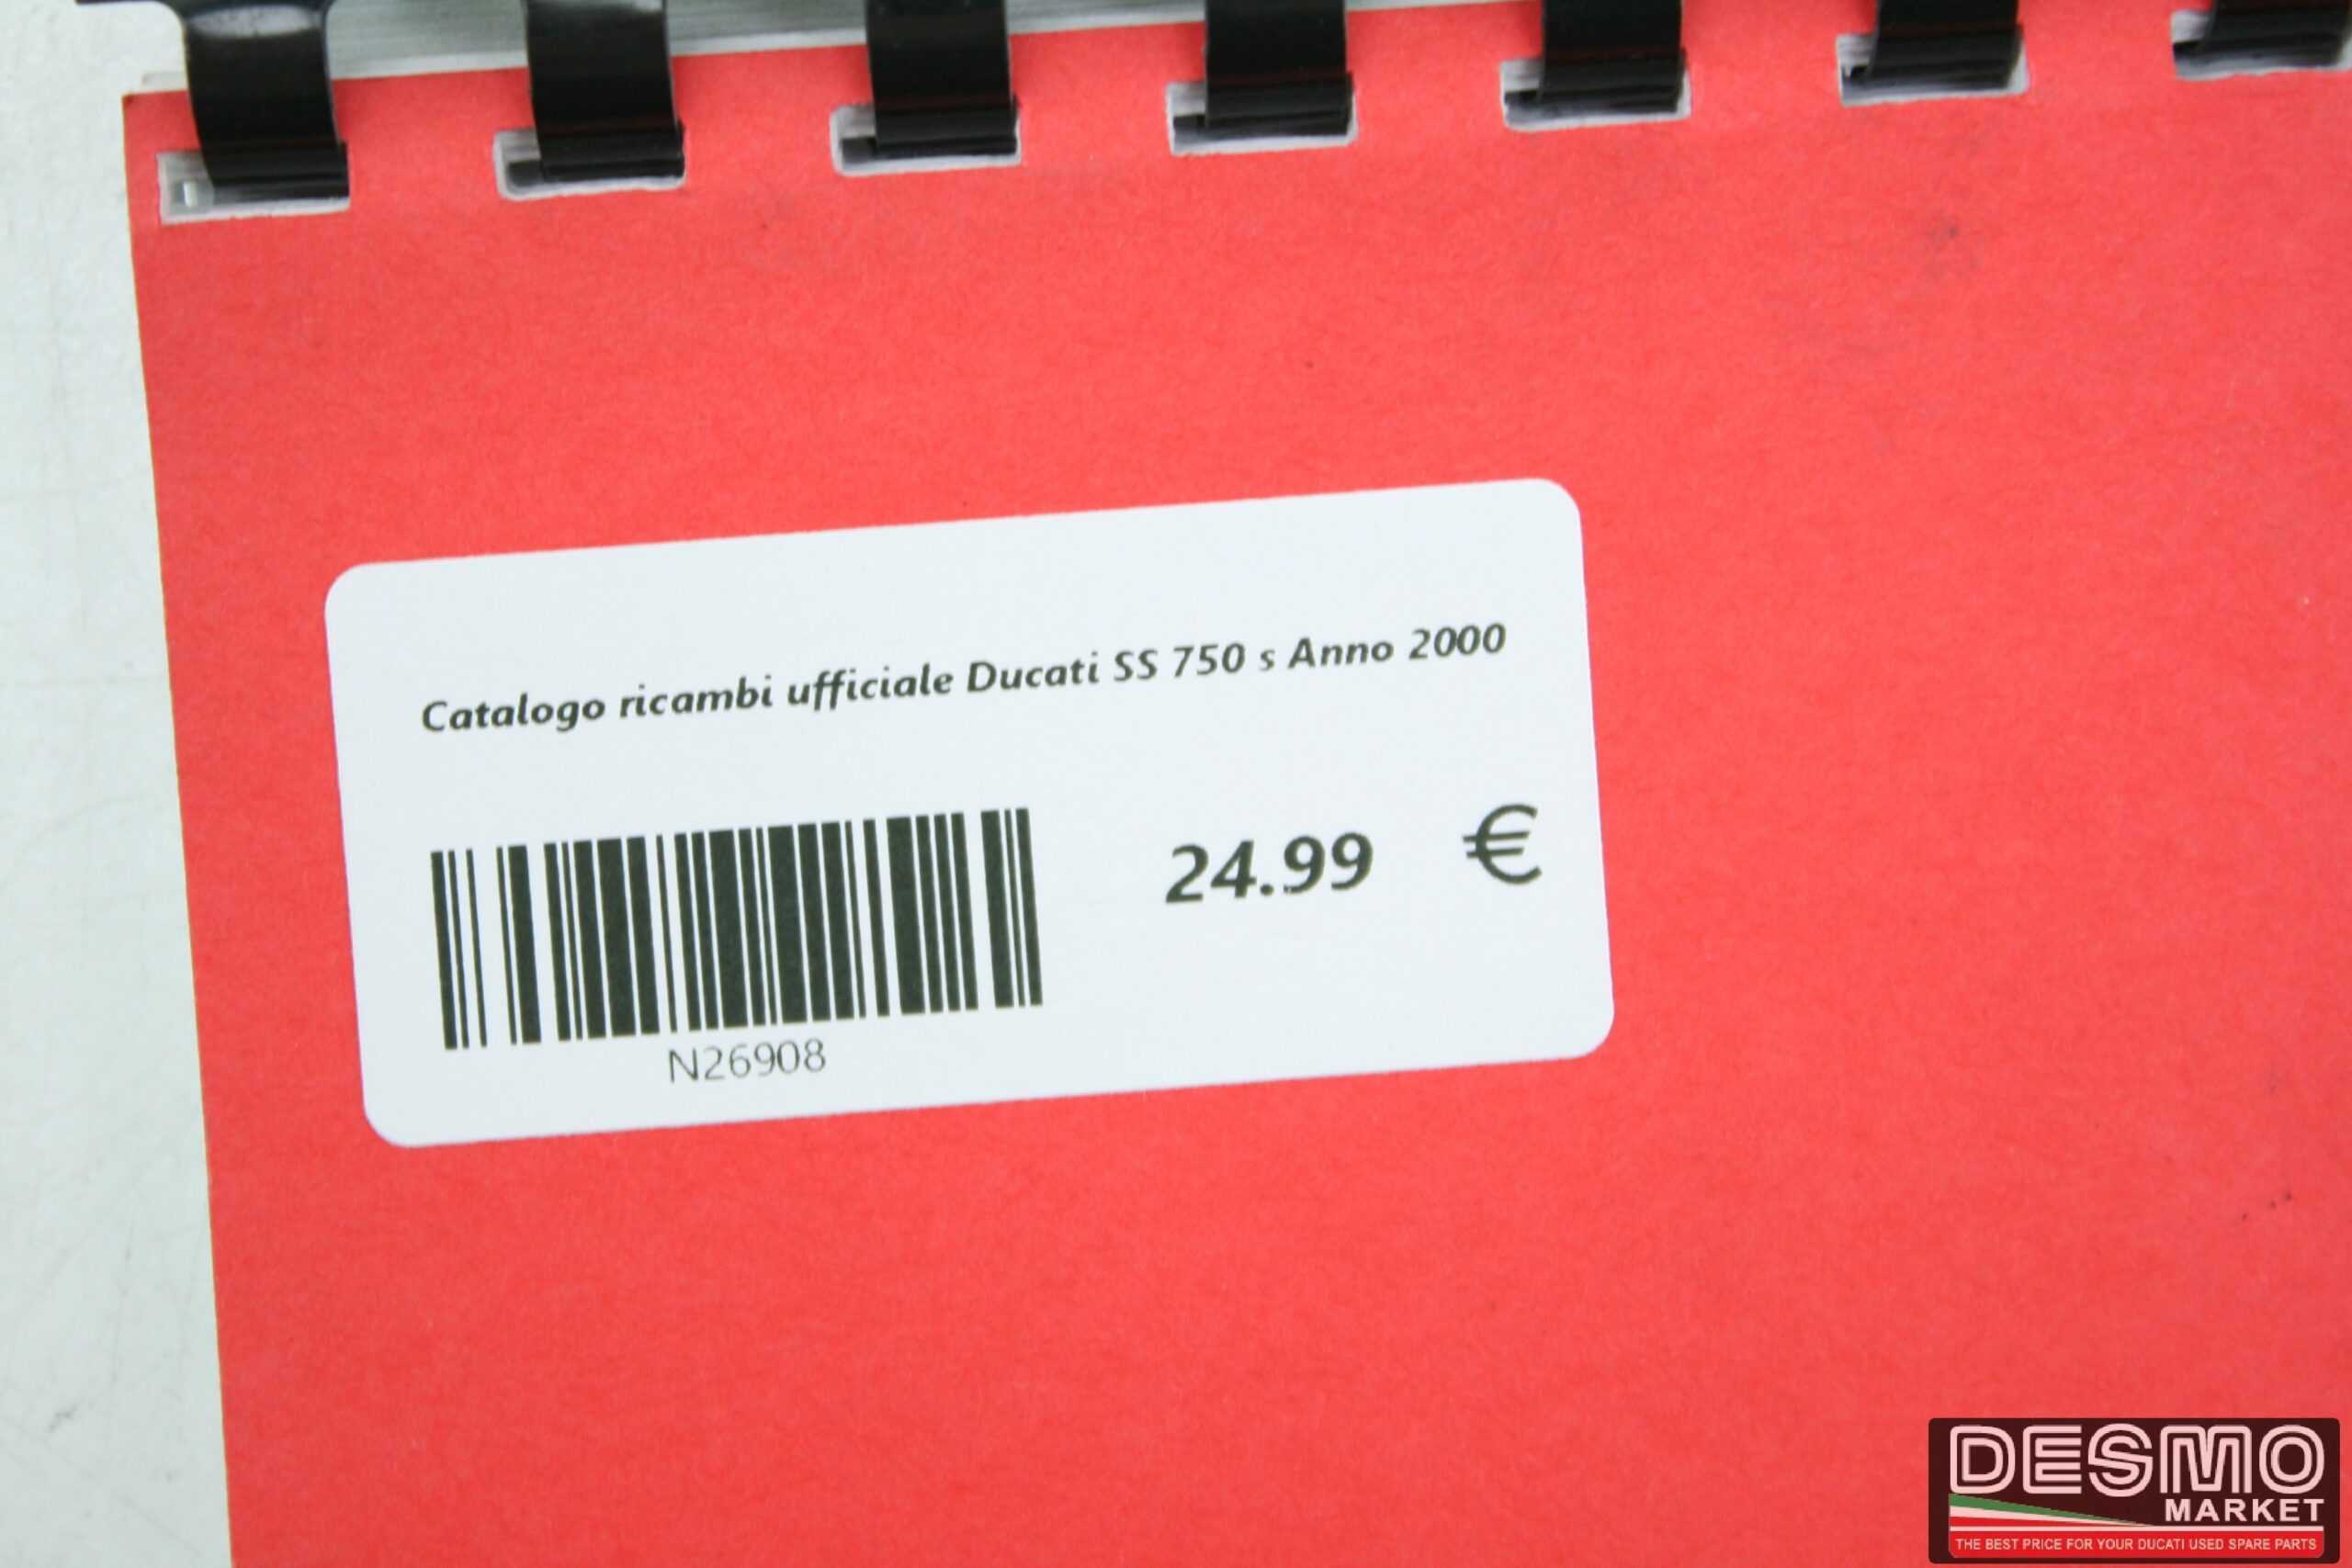 Catalogo ricambi ufficiale Ducati SS 750 s Anno 2000
24.99 €
N26908
DESMO
MARKET
THE BEST PRICE FOR YOUR DUCATI USED SPARE PARTS